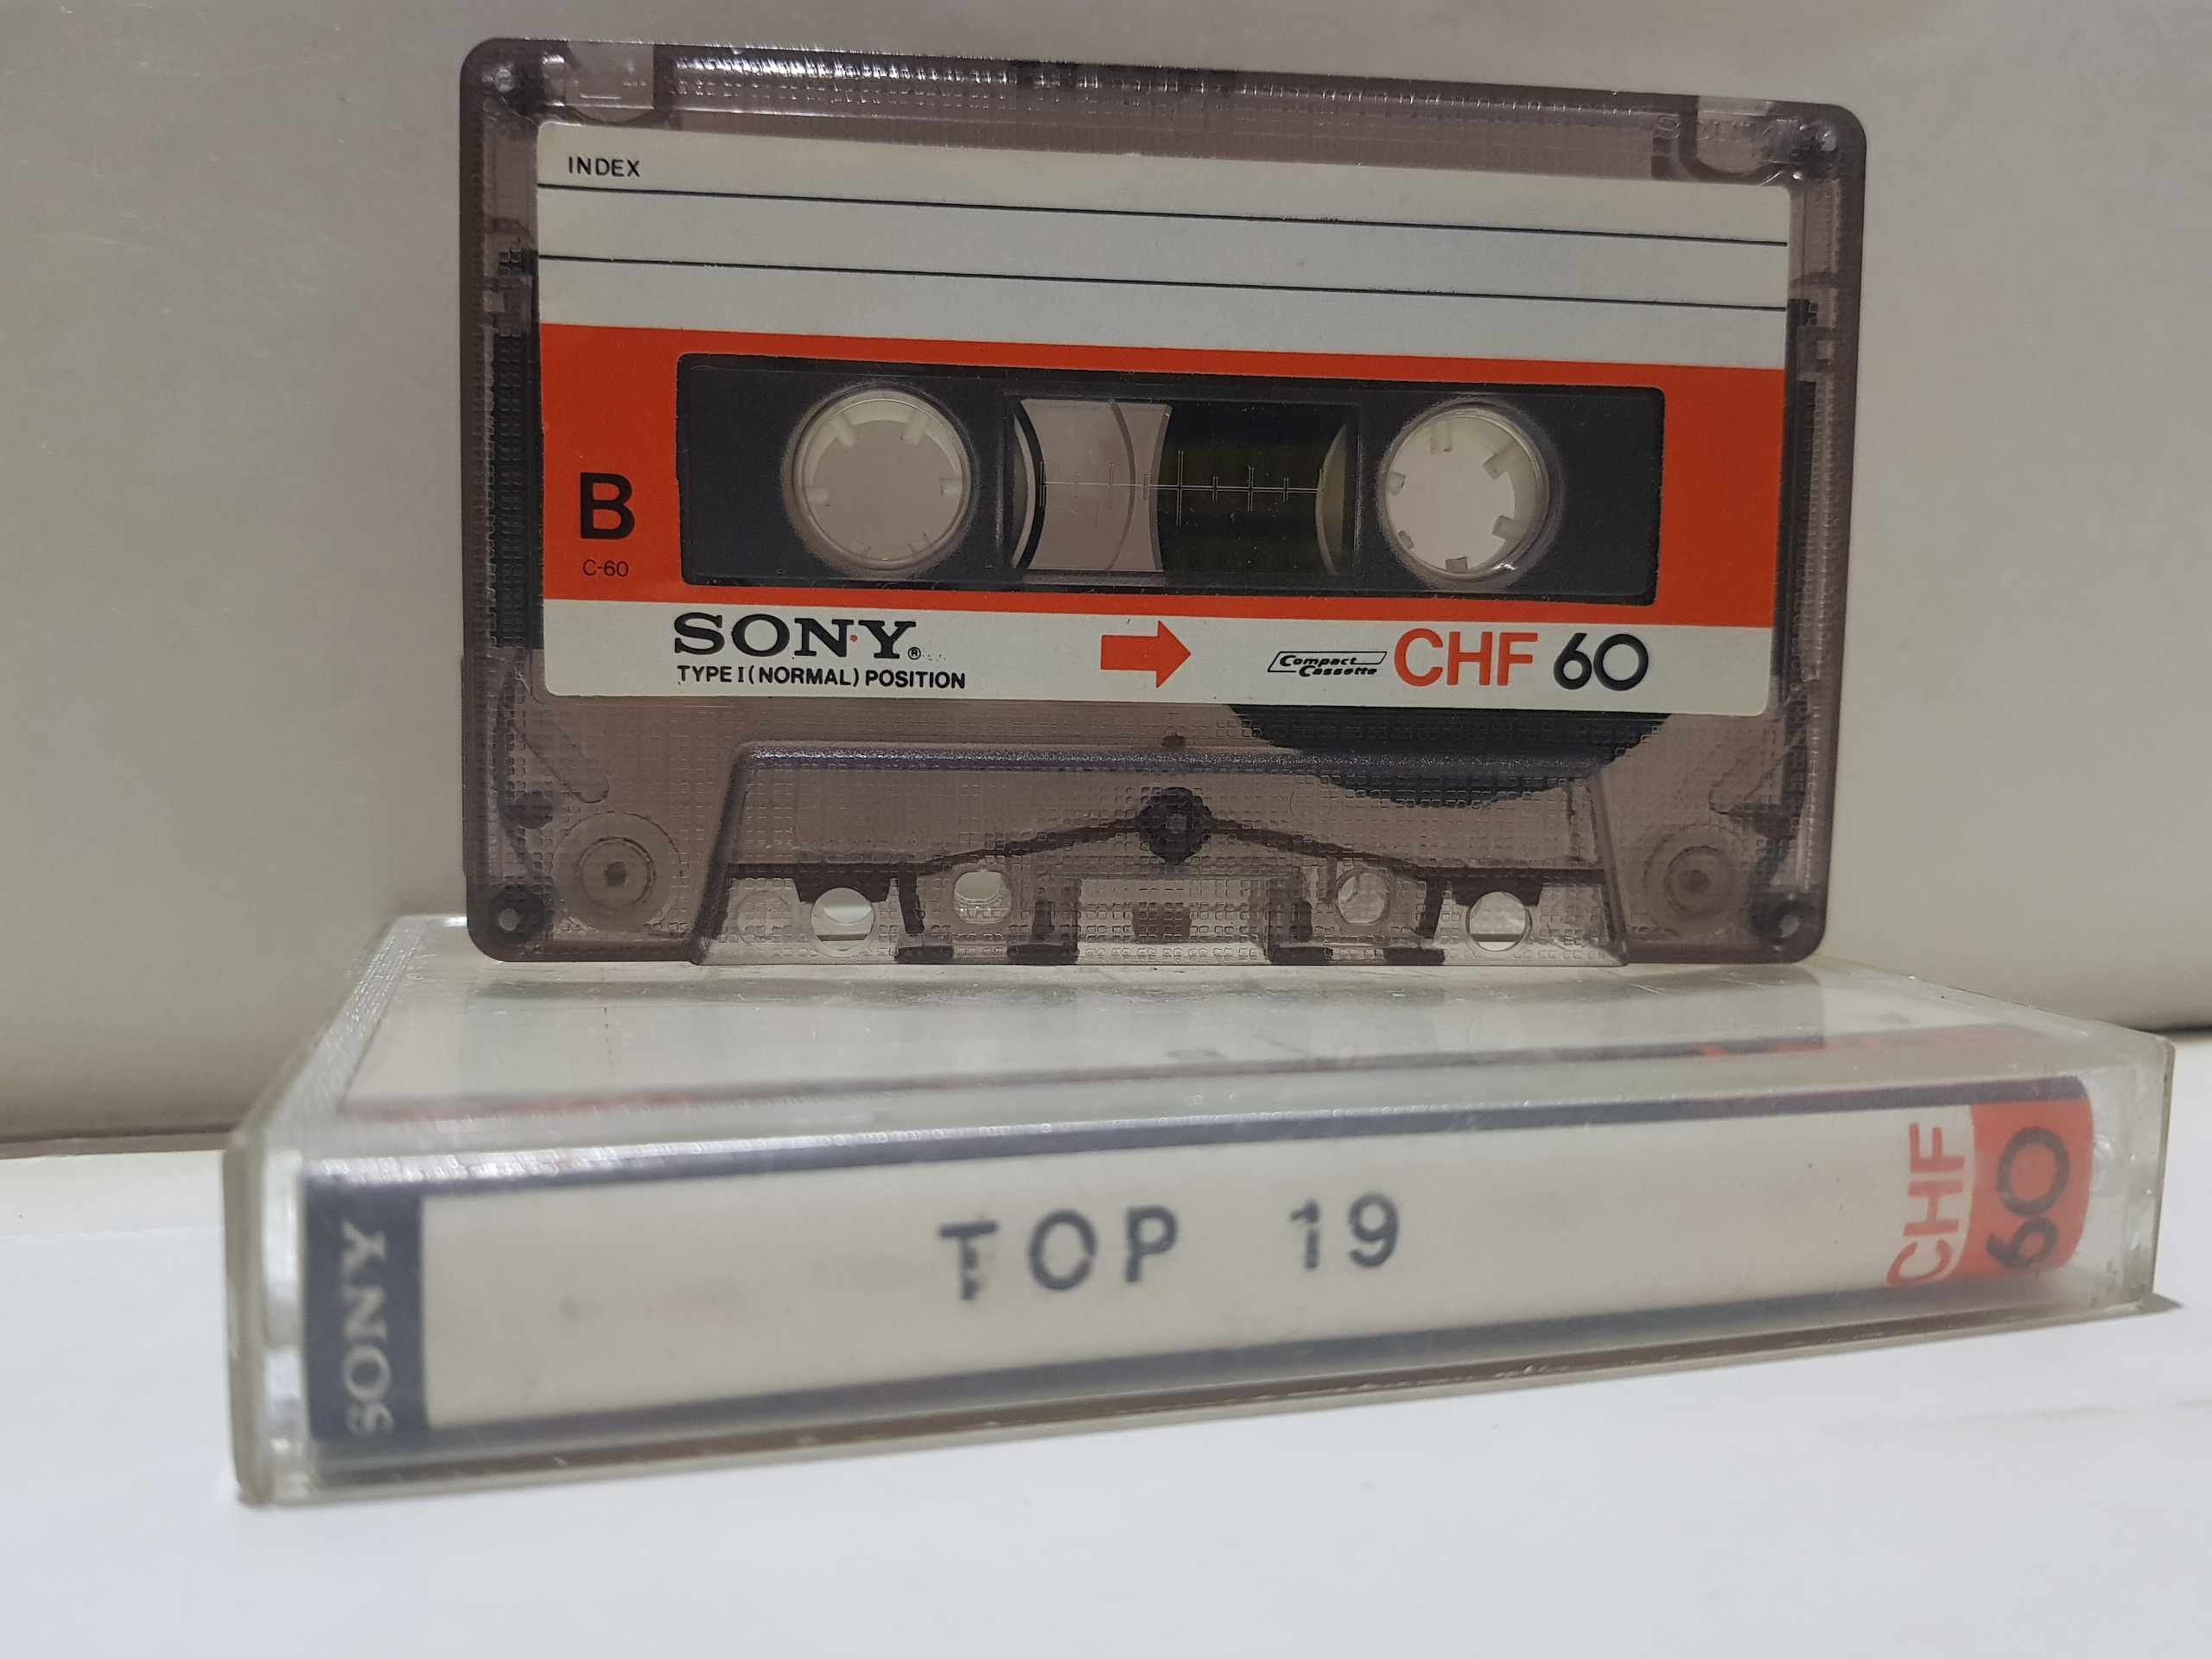 INDEX
B
C-60
SONY®
TYPE I (NORMAL) POSITION
Compact
Cassette
CHF 60
SONY
TOP 19
CHF
60